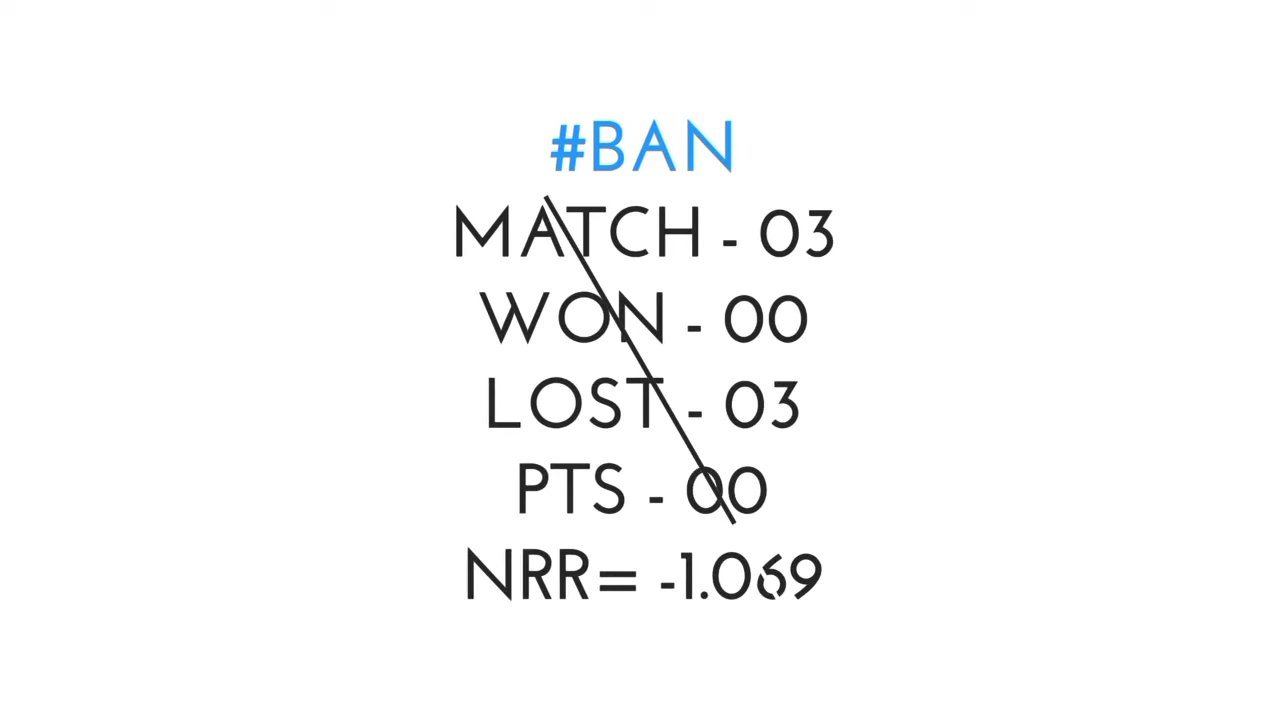 #BAN
MATCH - 03
WON - 00
LOST - 03
PTS - 00
NRR= -1.069